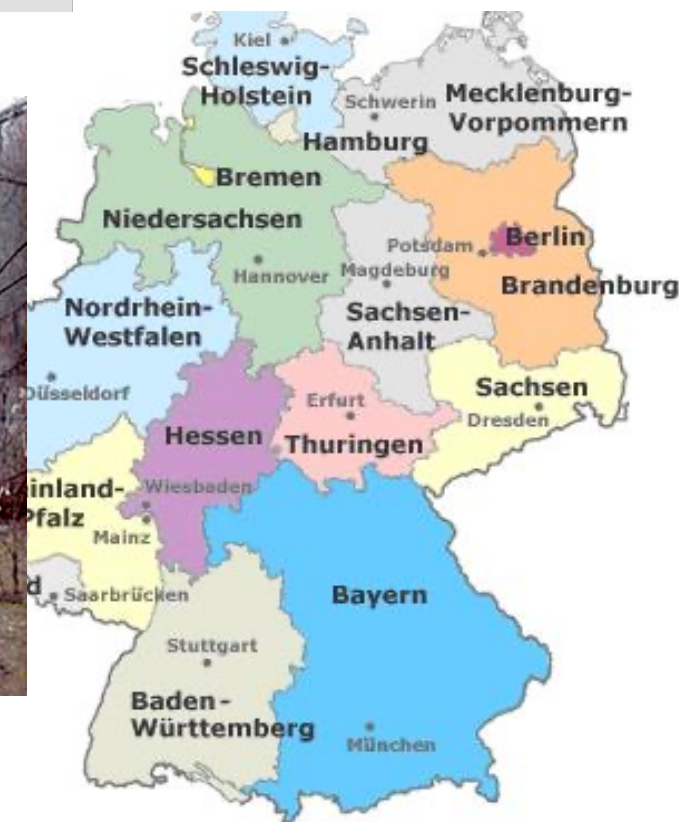 Kiel
Schleswig-
Holstein
Schwerin
Mecklenburg-
Vorpommern
Hamburg
Bremen
Niedersachsen
Hannover
Potsdam
Berlin
Magdeburg
Brandenburg
Nordrhein-
Westfalen
Sachsen-
Anhalt
Düsseldorf
Sachsen
Dresden
Erfurt
Hessen
Thuringen
inland-
Pfalz
Wiesbaden
Mainz
d
Saarbrücken
Bayern
Stuttgart
Baden-
Württemberg
München